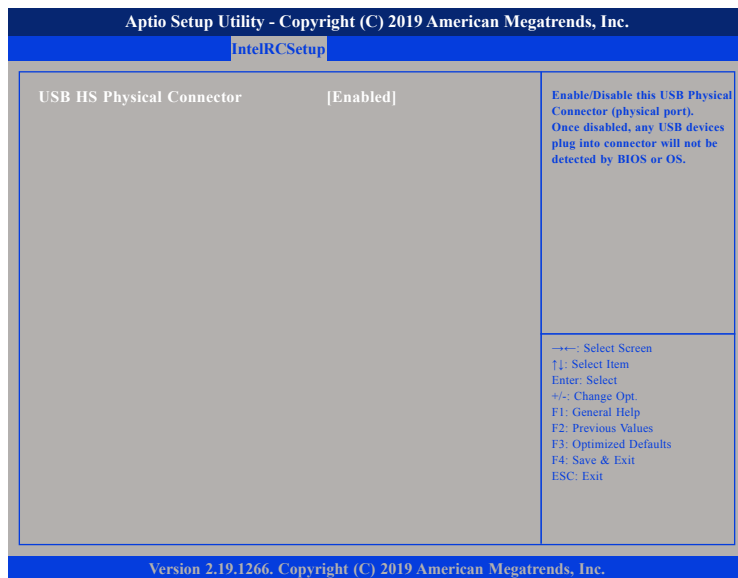 Aptio Setup Utility - Copyright (C) 2019 American Megatrends, Inc.
IntelRCSetup
USB HS Physical Connector [Enabled]
Enable/Disable this USB Physical
Connector (physical port).
Once disabled, any USB devices
plug into connector will not be
detected by BIOS or OS.
→←: Select Screen
↑↓: Select Item
Enter: Select
+/-: Change Opt.
F1: General Help
F2: Previous Values
F3: Optimized Defaults
F4: Save & Exit
ESC: Exit
Version 2.19.1266. Copyright (C) 2019 American Megatrends, Inc.